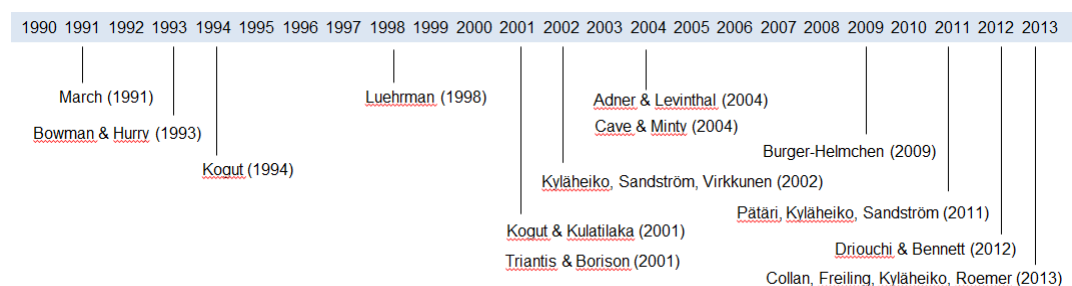 1990 1991 1992 1993 1994 1995 1996 1997 1998 1999 2000 2001 2002 2003 2004 2005 2006 2007 2008 2009 2010 2011 2012 2013
March (1991)
Luehrman (1998)
Adner & Levinthal (2004)
Bowman & Hurry (1993)
Cave & Minty (2004)
Burger-Helmchen (2009)
Kogut (1994)
Kyläheiko, Sandström, Virkkunen (2002)
Pätäri, Kyläheiko, Sandström (2011)
Kogut & Kulatilaka (2001)
Driouchi & Bennett (2012)
Triantis & Borison (2001)
Collan, Freiling, Kyläheiko, Roemer (2013)